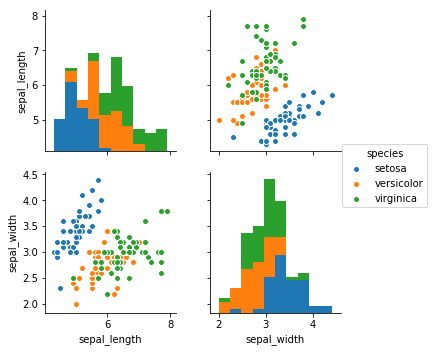 8
7
6
5
sepal_length
species
setosa
versicolor
virginica
4.5
4.0
3.5
3.0
2.5
2.0
sepal_width
6
8
sepal_length
2
3
4
sepal_width